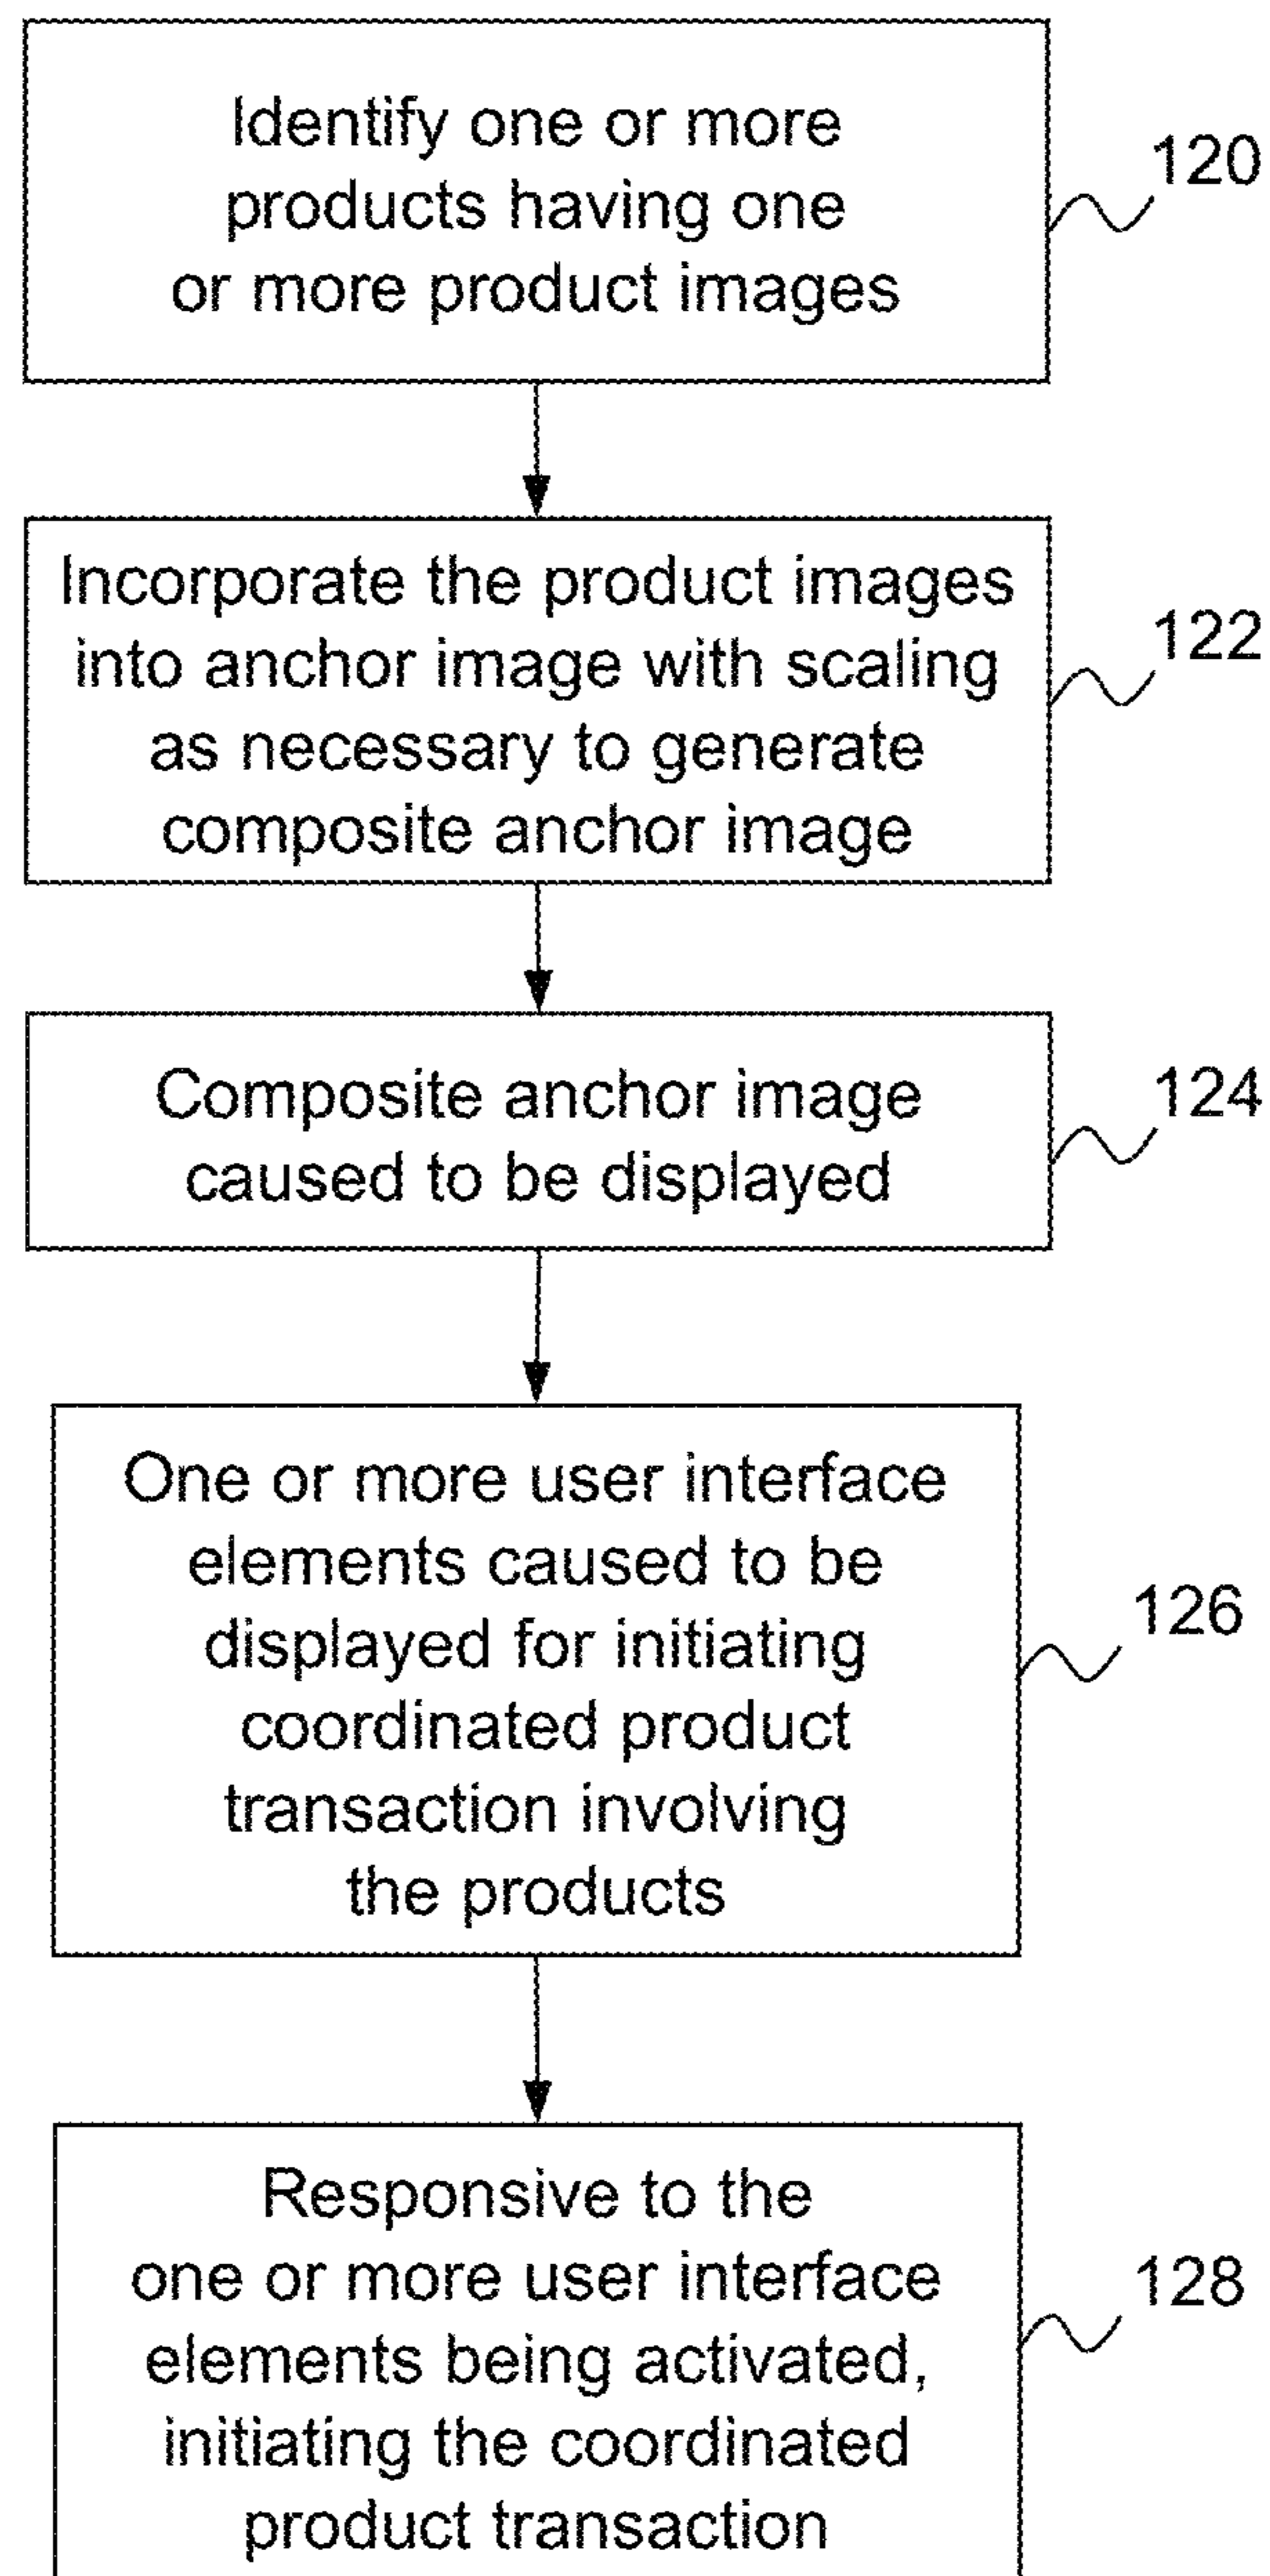 Identify one or more
products having one
or more product images
120
Incorporate the product images
into anchor image with scaling
as necessary to generate
composite anchor image
122
Composite anchor image
caused to be displayed
124
One or more user interface
elements caused to be
displayed for initiating
coordinated product
transaction involving
the products
126
Responsive to the
one or more user interface
elements being activated,
initiating the coordinated
product transaction
128